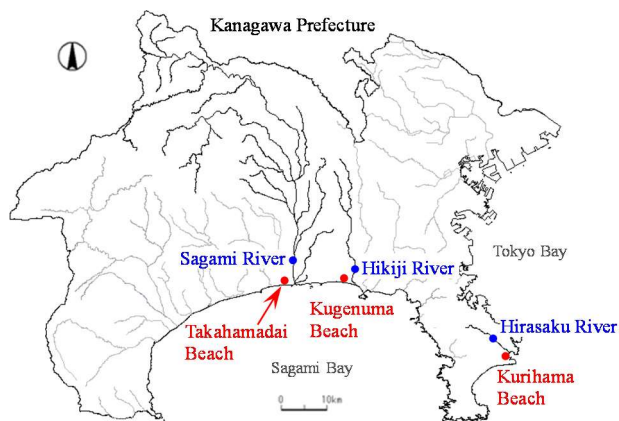 Kanagawa Prefecture
Sagami River
Hikiji River
Tokyo Bay
Takahamadai
Beach
Kugenuma
Beach
Hirasaku River
Sagami Bay
Kurihama
Beach
0
10km